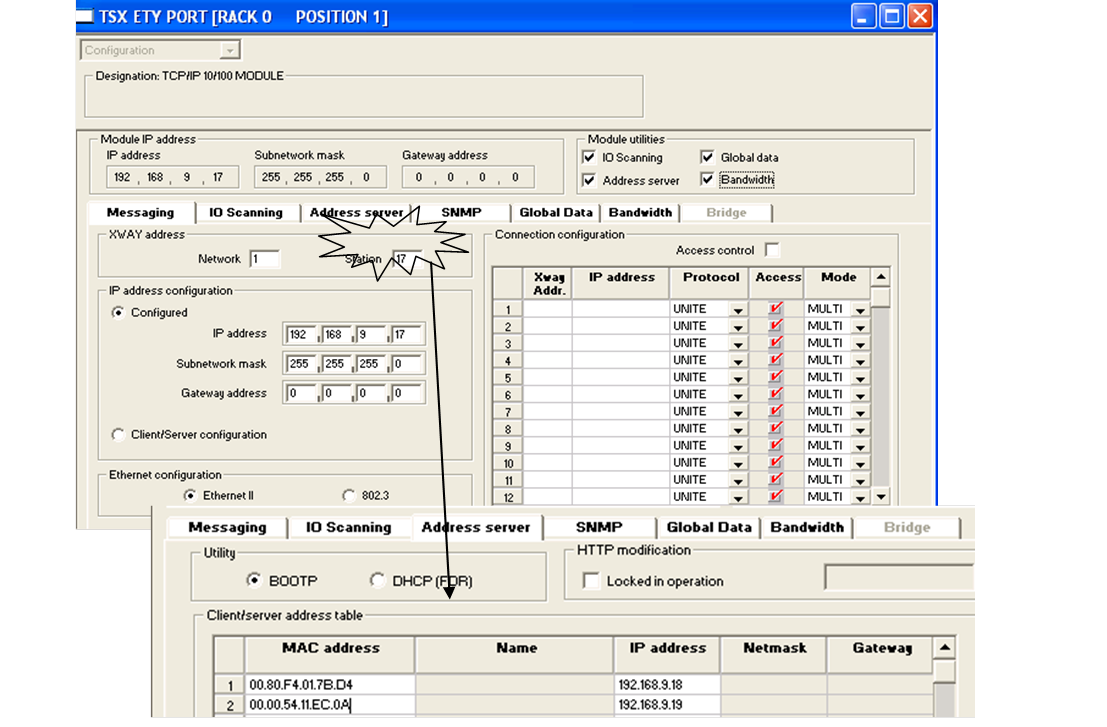 TSX ETY PORT [RACK 0 POSITION 1]
Configuration
Designation: TCP/IP 10/100 MODULE
Module IP address
IP address Subnetwork mask Gateway address
192 . 168 . 9 . 17 255 . 255 . 255 . 0 0 . 0 . 0 . 0
Module utilities
IO Scanning Global data
Address server Bandwidth
Messaging IO Scanning Address server SNMP Global Data Bandwidth Bridge
XWAY address
Network 1 Station 17
IP address configuration
Configured
IP address 192 . 168 . 9 . 17
Subnetwork mask 255 . 255 . 255 . 0
Gateway address 0 . 0 . 0 . 0
Client/Server configuration
Ethernet configuration
Ethernet II 802.3
Connection configuration
Access control
Xway Addr. IP address Protocol Access Mode
1 UNITE MULTI
2 UNITE MULTI
3 UNITE MULTI
4 UNITE MULTI
5 UNITE MULTI
6 UNITE MULTI
7 UNITE MULTI
8 UNITE MULTI
9 UNITE MULTI
10 UNITE MULTI
11 UNITE MULTI
12 UNITE MULTI
Messaging IO Scanning Address server SNMP Global Data Bandwidth Bridge
Utility
BOOTP DHCP (FDR)
HTTP modification
Locked in operation
Client/server address table
MAC address Name IP address Netmask Gateway
1 00.80.F4.01.7B.D4 192.168.9.18
2 00.00.54.11.EC.0A 192.168.9.19